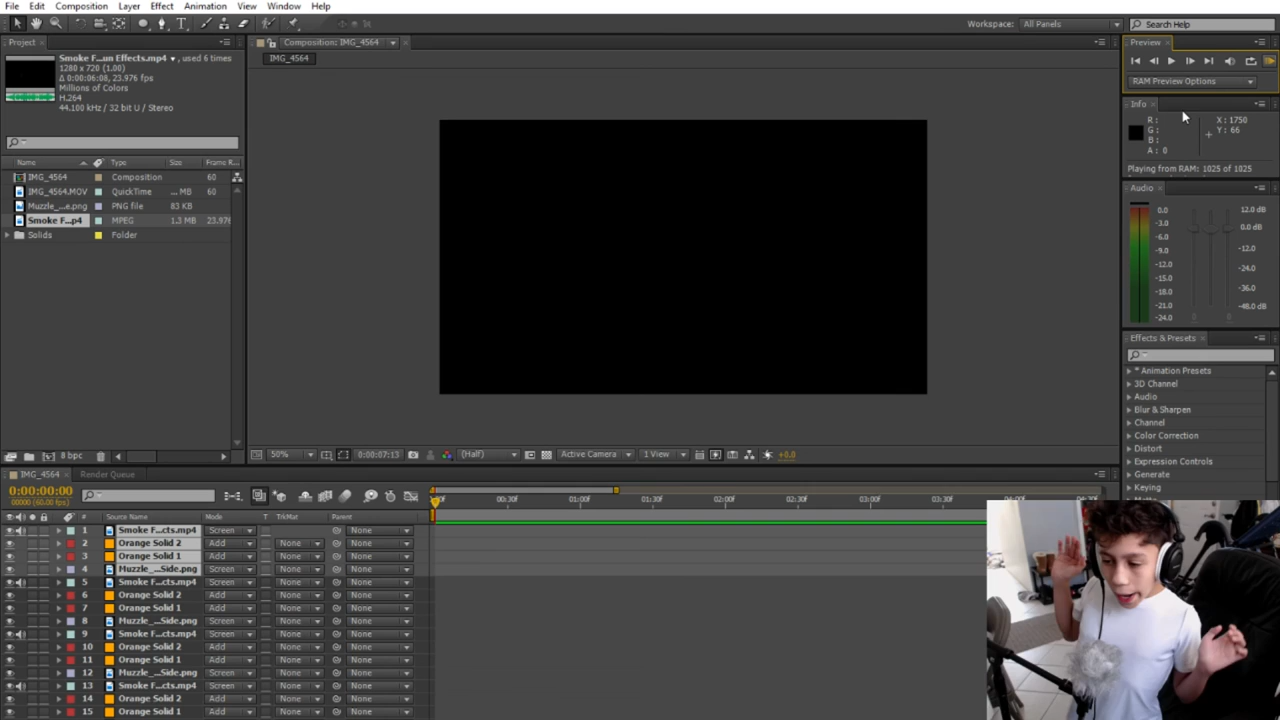 File Edit Composition Layer Effect Animation View Window Help
Workspace: All Panels
Search Help
Project
Smoke F...un Effects.mp4 , used 6 times
1280 x 720 (1.00)
Δ 0:00:06:08, 23.976 fps
Millions of Colors
H.264
44.100 kHz / 32 bit U / Stereo
Name Type Size Frame R
IMG_4564 Composition 60
IMG_4564.MOV QuickTime ... MB 60
Muzzle_...e.png PNG file 83 KB
Smoke F...p4 MPEG 1.3 MB 23.976
Solids Folder
8 bpc
Composition: IMG_4564
IMG_4564
50% 0:00:07:13 (Half) Active Camera 1 View +0.0
Preview
RAM Preview Options
Info
R : X : 1750
G : Y : 66
B :
A : 0
Playing from RAM: 1025 of 1025
Audio
0.0 12.0 dB
-3.0 0.0 dB
-6.0
-9.0 -12.0
-12.0 -24.0
-15.0
-18.0 -36.0
-21.0 -48.0 dB
-24.0
Effects & Presets
* Animation Presets
3D Channel
Audio
Blur & Sharpen
Channel
Color Correction
Distort
Expression Controls
Generate
Keying
IMG_4564 Render Queue
0:00:00:00
00000 (60.00 fps)
00:30f 01:00f 01:30f 02:00f 02:30f 03:00f 03:30f
# Source Name Mode T TrkMat Parent
1 Smoke F...cts.mp4 Screen None
2 Orange Solid 2 Add None None
3 Orange Solid 1 Add None None
4 Muzzle_...Side.png Screen None None
5 Smoke F...cts.mp4 Screen None None
6 Orange Solid 2 Add None None
7 Orange Solid 1 Add None None
8 Muzzle_...Side.png Screen None None
9 Smoke F...cts.mp4 Screen None None
10 Orange Solid 2 Add None None
11 Orange Solid 1 Add None None
12 Muzzle_...Side.png Screen None None
13 Smoke F...cts.mp4 Screen None None
14 Orange Solid 2 Add None None
15 Orange Solid 1 Add None None